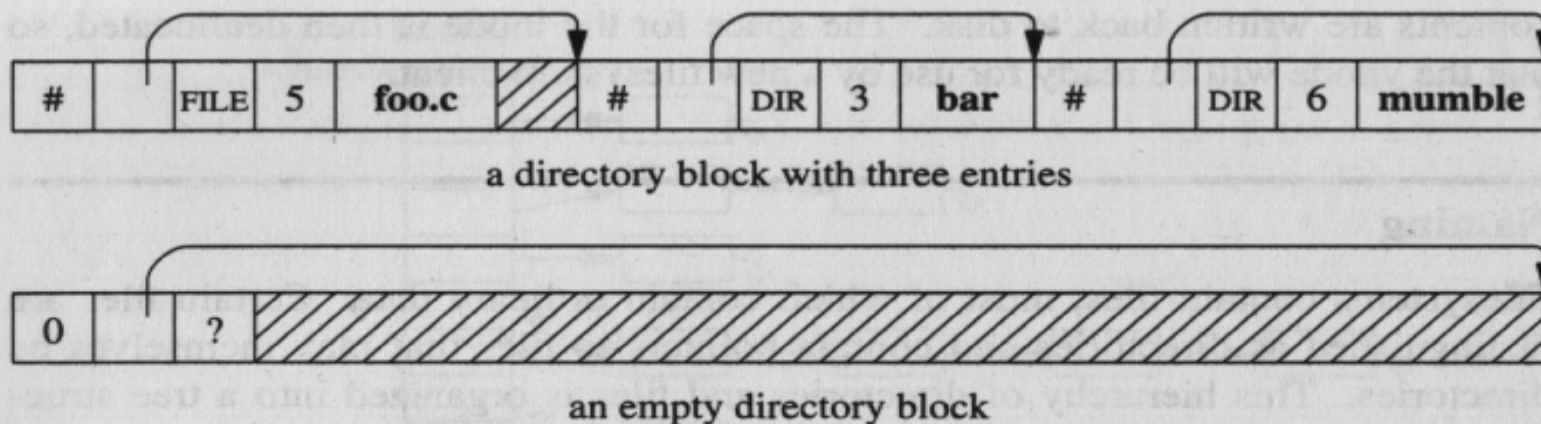 # FILE 5 foo.c # DIR 3 bar # DIR 6 mumble
a directory block with three entries
0 ?
an empty directory block